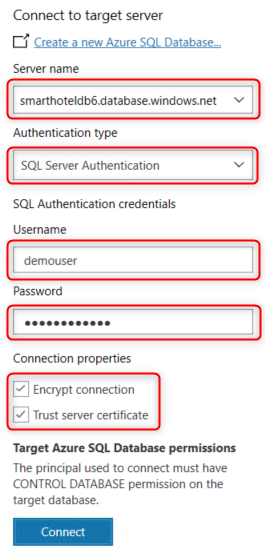 Connect to target server
Create a new Azure SQL Database...
Server name
smarthoteldb6.database.windows.net
Authentication type
SQL Server Authentication
SQL Authentication credentials
Username
demouser
Password
●●●●●●●●●●●●
Connection properties
Encrypt connection
Trust server certificate
Target Azure SQL Database permissions
The principal used to connect must have
CONTROL DATABASE permission on the
target database.
Connect